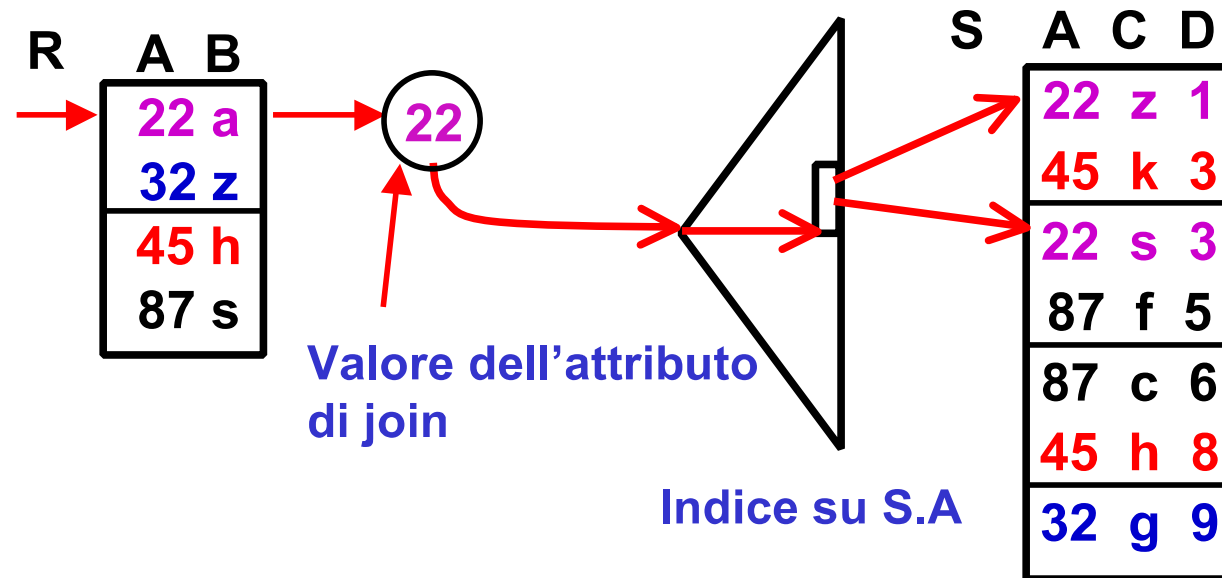 R A B
22 a
32 z
45 h
87 s
22
Valore dell'attributo
di join
Indice su S.A
S A C D
22 z 1
45 k 3
22 s 3
87 f 5
87 c 6
45 h 8
32 g 9